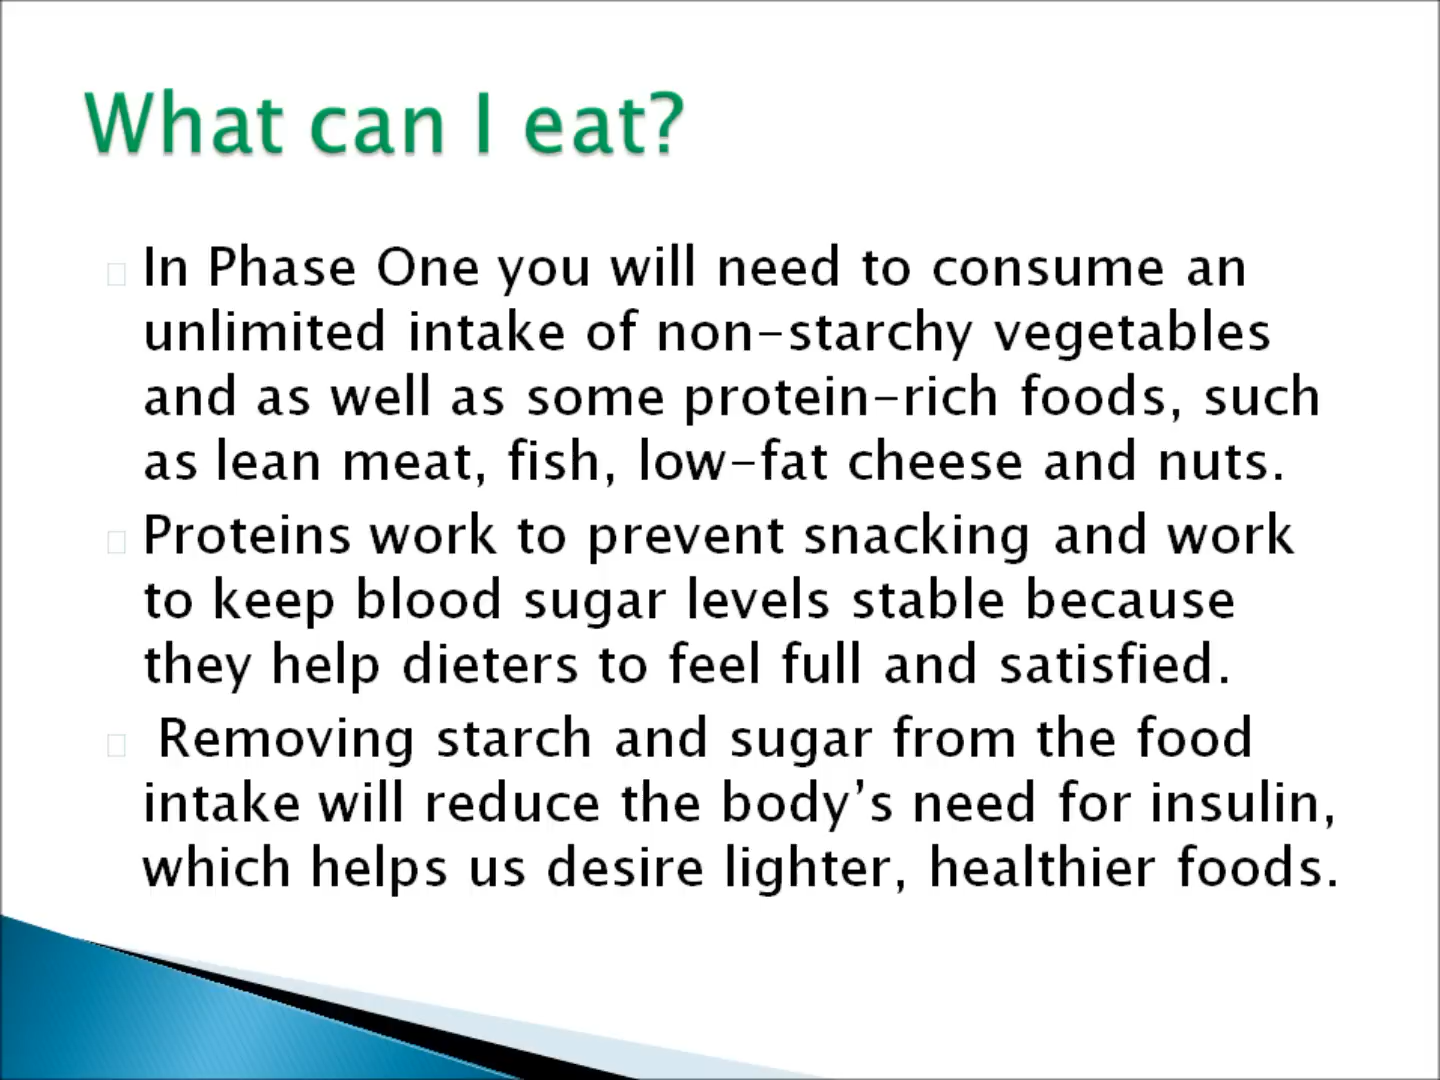 What can I eat?
In Phase One you will need to consume an
unlimited intake of non-starchy vegetables
and as well as some protein-rich foods, such
as lean meat, fish, low-fat cheese and nuts.
Proteins work to prevent snacking and work
to keep blood sugar levels stable because
they help dieters to feel full and satisfied.
Removing starch and sugar from the food
intake will reduce the body’s need for insulin,
which helps us desire lighter, healthier foods.